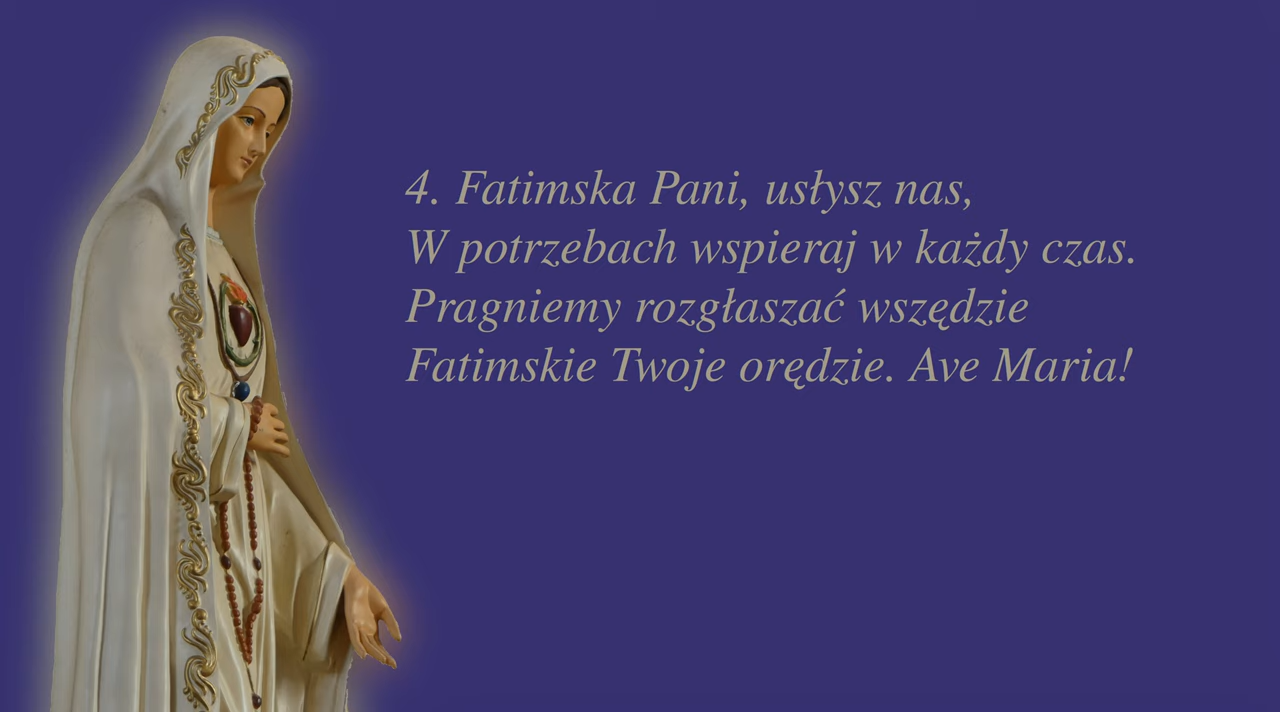 4. Fatimska Pani, usłysz nas,
W potrzebach wspieraj w każdy czas.
Pragniemy rozgłaszać wszędzie
Fatimskie Twoje orędzie. Ave Maria!